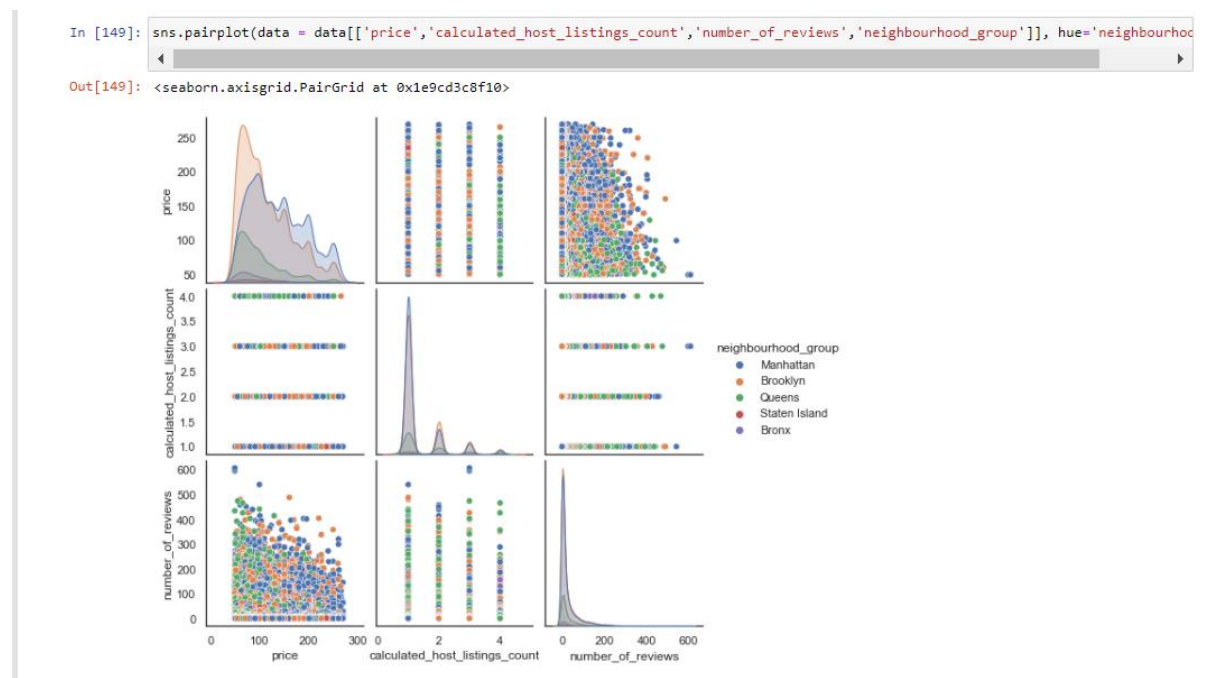 In [149]: sns.pairplot(data = data[['price','calculated_host_listings_count','number_of_reviews','neighbourhood_group']], hue='neighbourhoo
Out[149]: <seaborn.axisgrid.PairGrid at 0x1e9cd3c8f10>
250
200
150
100
50
price
4.0
3.5
3.0
2.5
2.0
1.5
1.0
calculated_host_listings_count
neighbourhood_group
Manhattan
Brooklyn
Queens
Staten Island
Bronx
600
500
400
300
200
100
0
number_of_reviews
0 100 200 300 0 2 4 0 200 400 600
price calculated_host_listings_count number_of_reviews